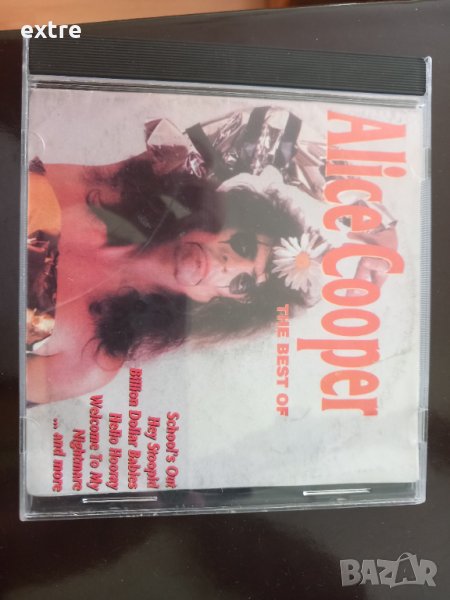 extre
Alice Cooper
THE BEST OF
School's Out
Hey Stoopid
Billion Dollar Babies
Hello Hooray
Welcome To My
Nightmare
... and more
BAZAR